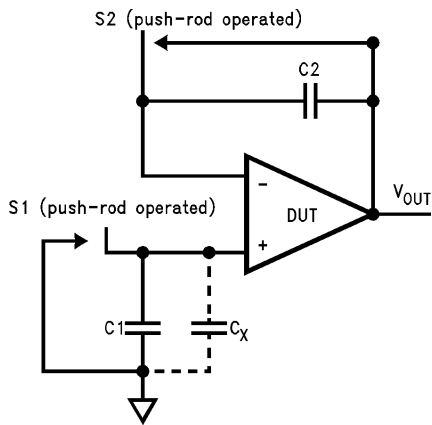 S2 (push-rod operated)
C2
S1 (push-rod operated)
-
DUT
+
VOUT
C1
CX